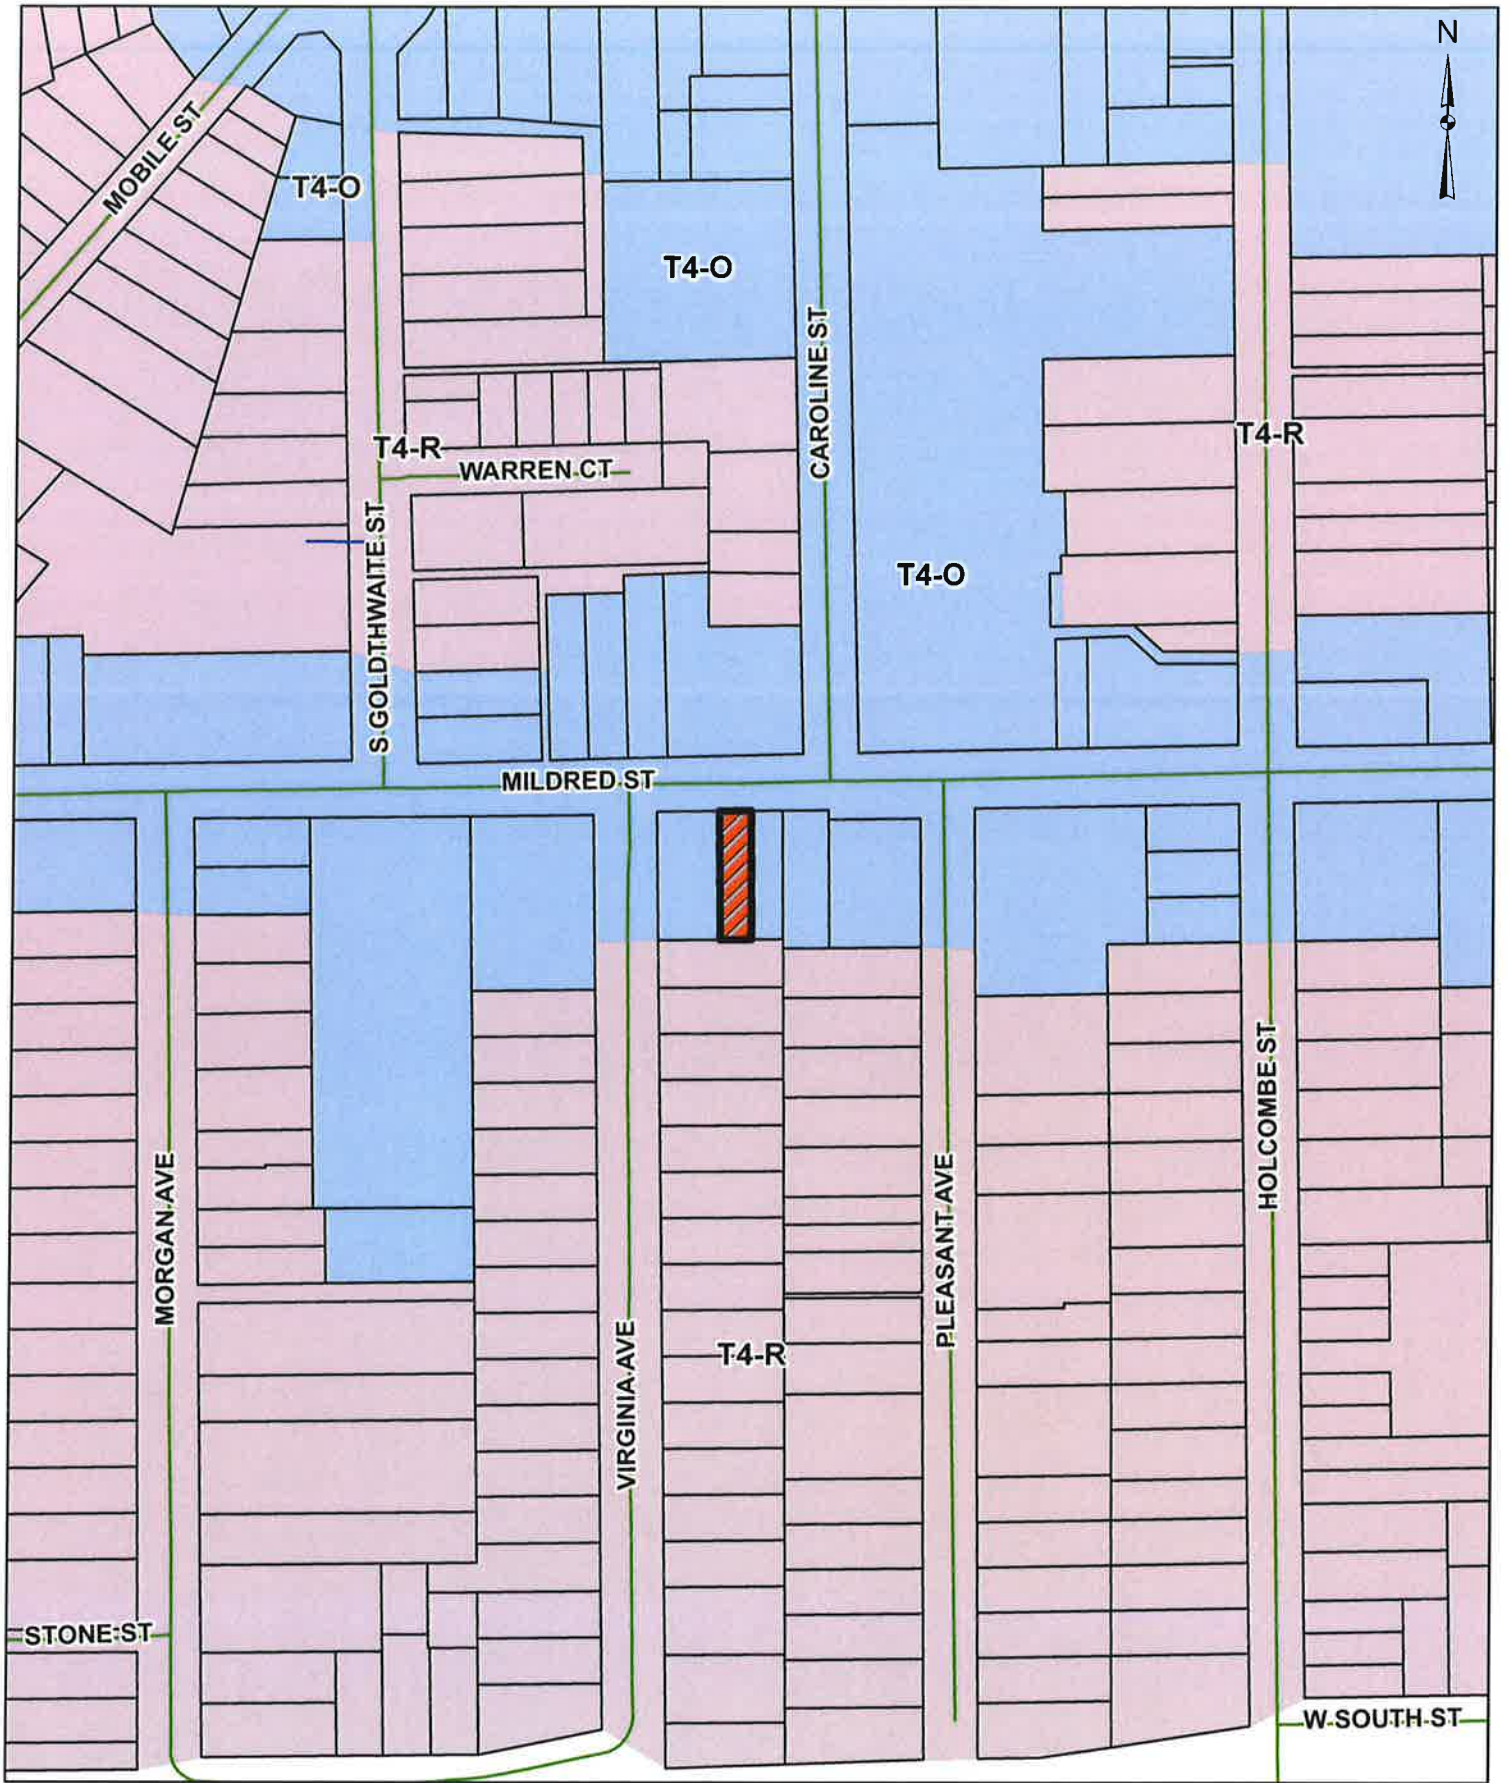 N
MOBILE ST
T4-O
T4-O
CAROLINE ST
T4-R
T4-R
WARREN CT
S GOLDTHWAITE ST
T4-O
MILDRED ST
HOLCOMBE ST
MORGAN AVE
PLEASANT AVE
VIRGINIA AVE
T4-R
STONE ST
W SOUTH ST